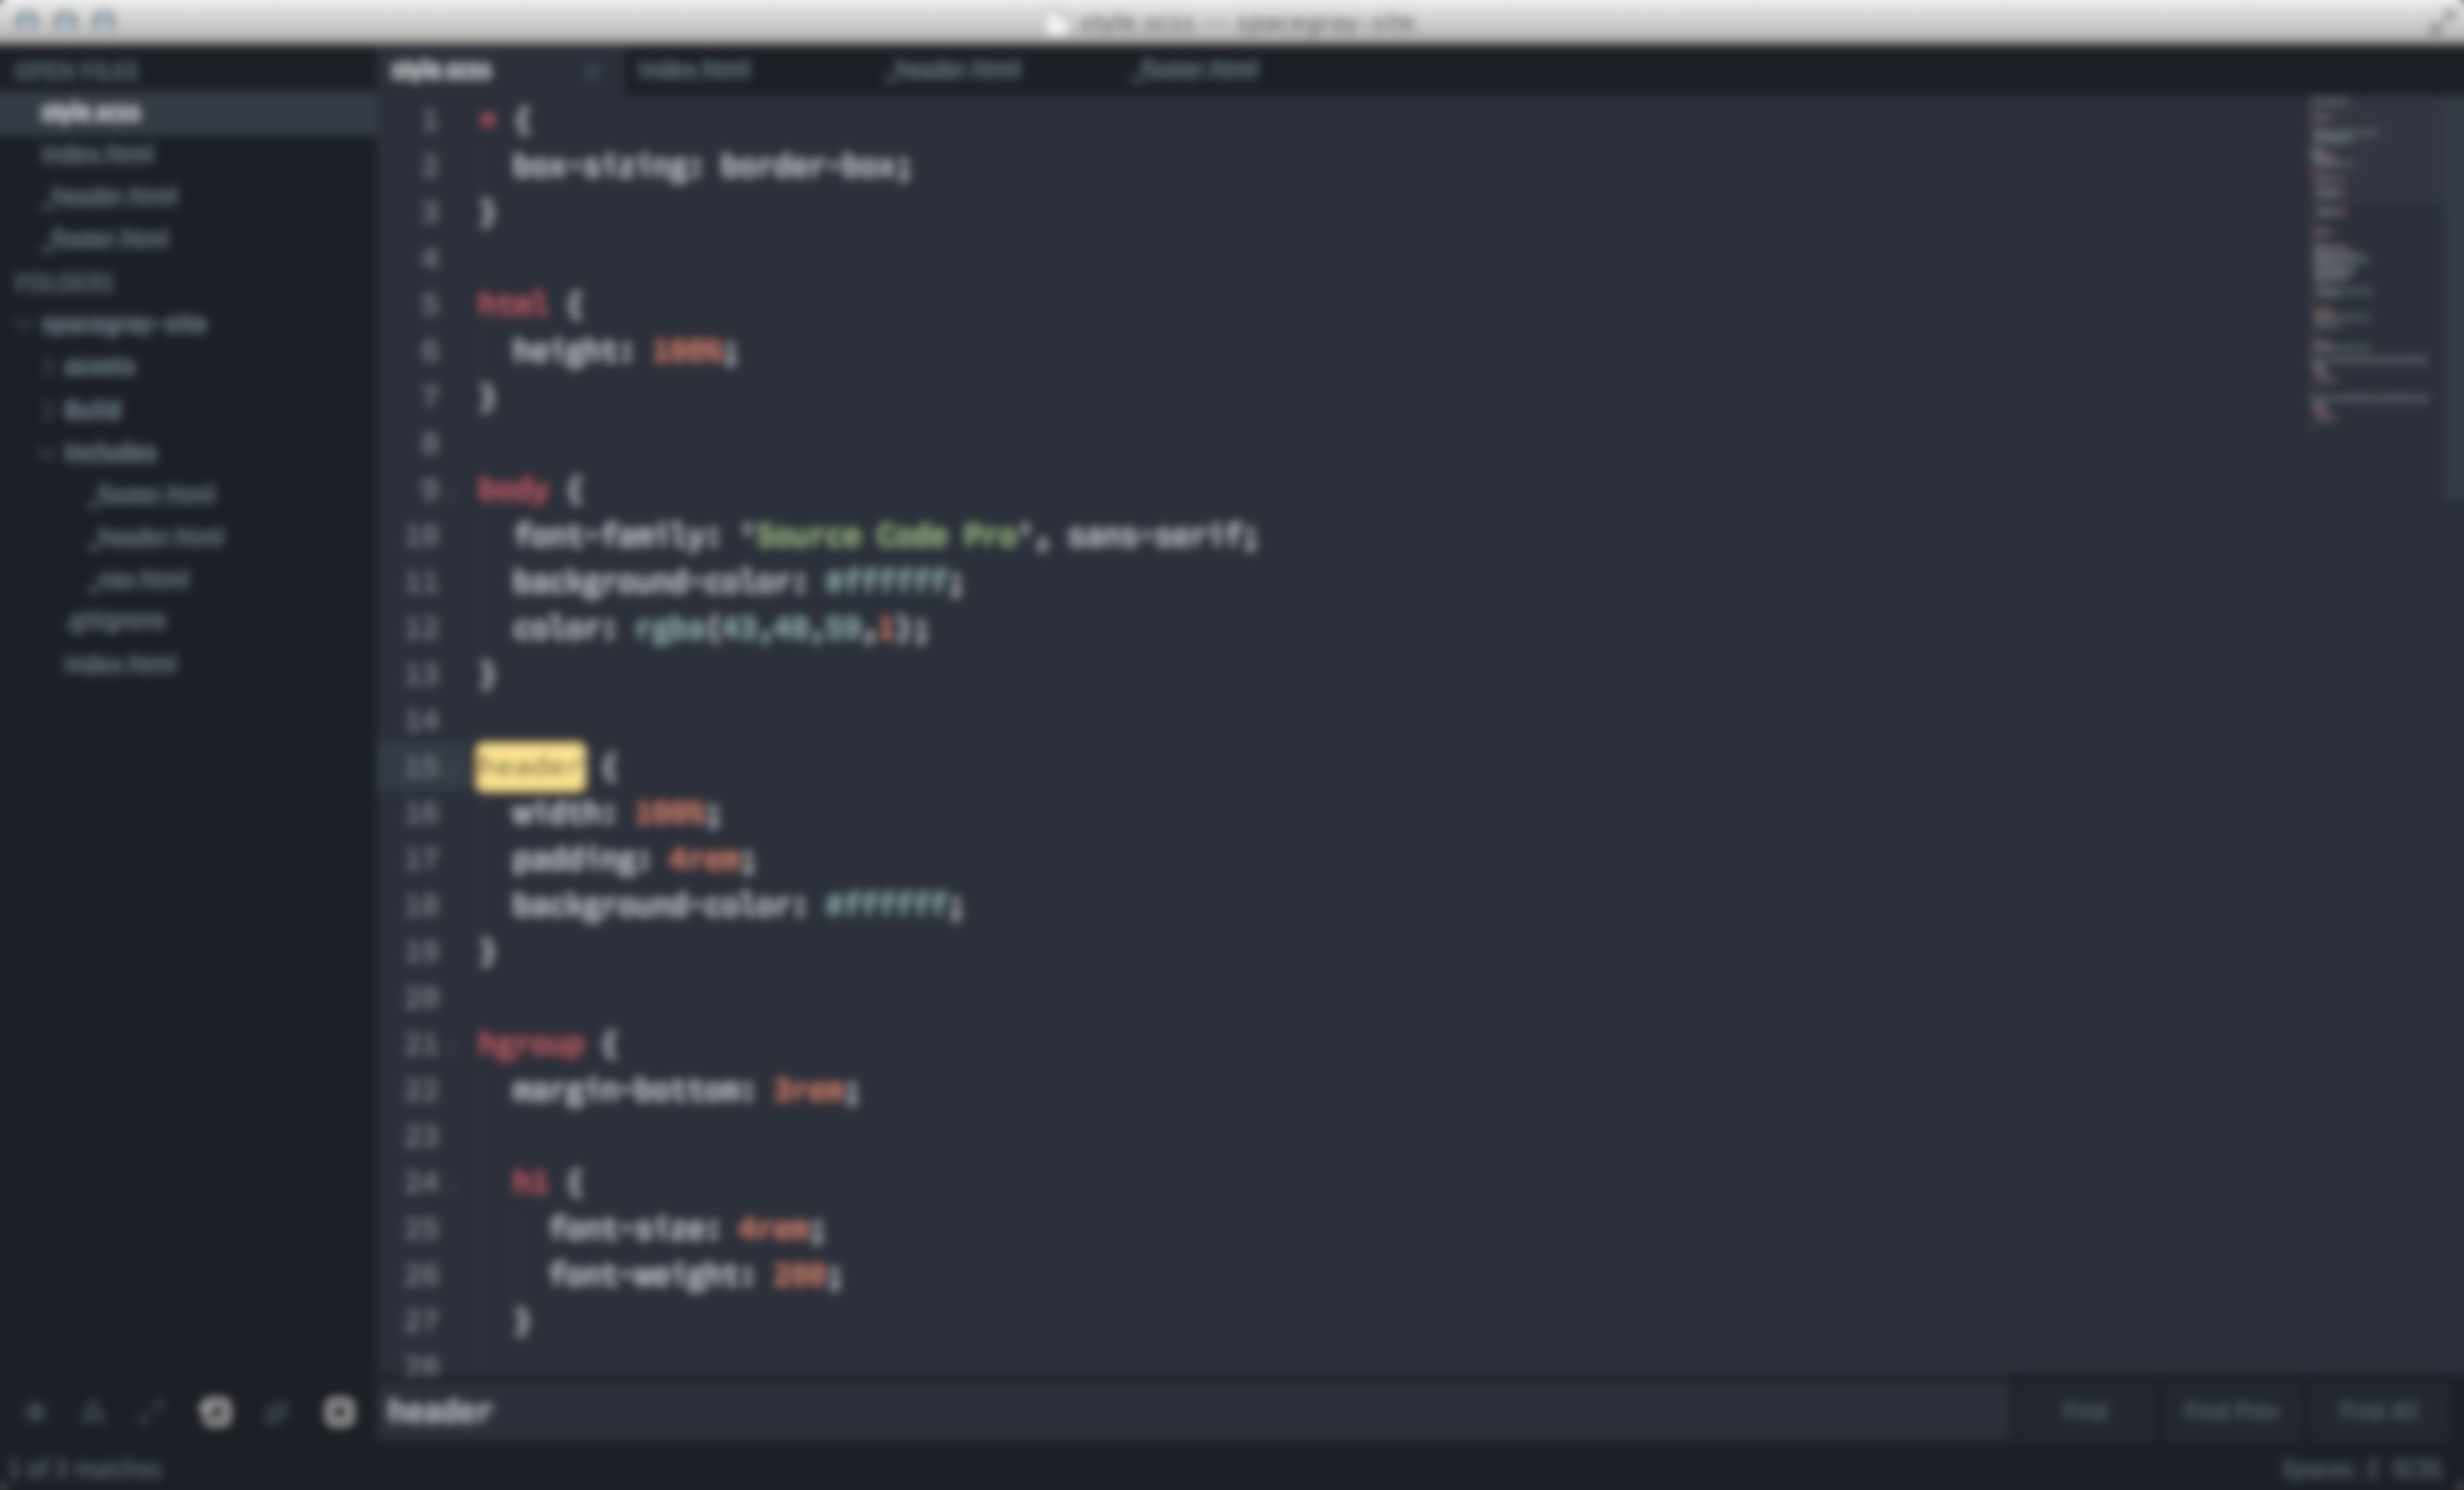 style.scss — spacegray-site
OPEN FILES
style.scss
index.html
_header.html
_footer.html
FOLDERS
spacegray-site
assets
Build
includes
_footer.html
_header.html
_nav.html
.gitignore
index.html
style.scss × index.html _header.html _footer.html
1 * {
2 box-sizing: border-box;
3 }
4
5 html {
6 height: 100%;
7 }
8
9 body {
10 font-family: 'Source Code Pro', sans-serif;
11 background-color: #ffffff;
12 color: rgba(43,48,59,1);
13 }
14
15 header {
16 width: 100%;
17 padding: 4rem;
18 background-color: #ffffff;
19 }
20
21 hgroup {
22 margin-bottom: 3rem;
23
24 h1 {
25 font-size: 4rem;
26 font-weight: 200;
27 }
28
header Find Find Prev Find All
1 of 3 matches Spaces: 2 SCSS